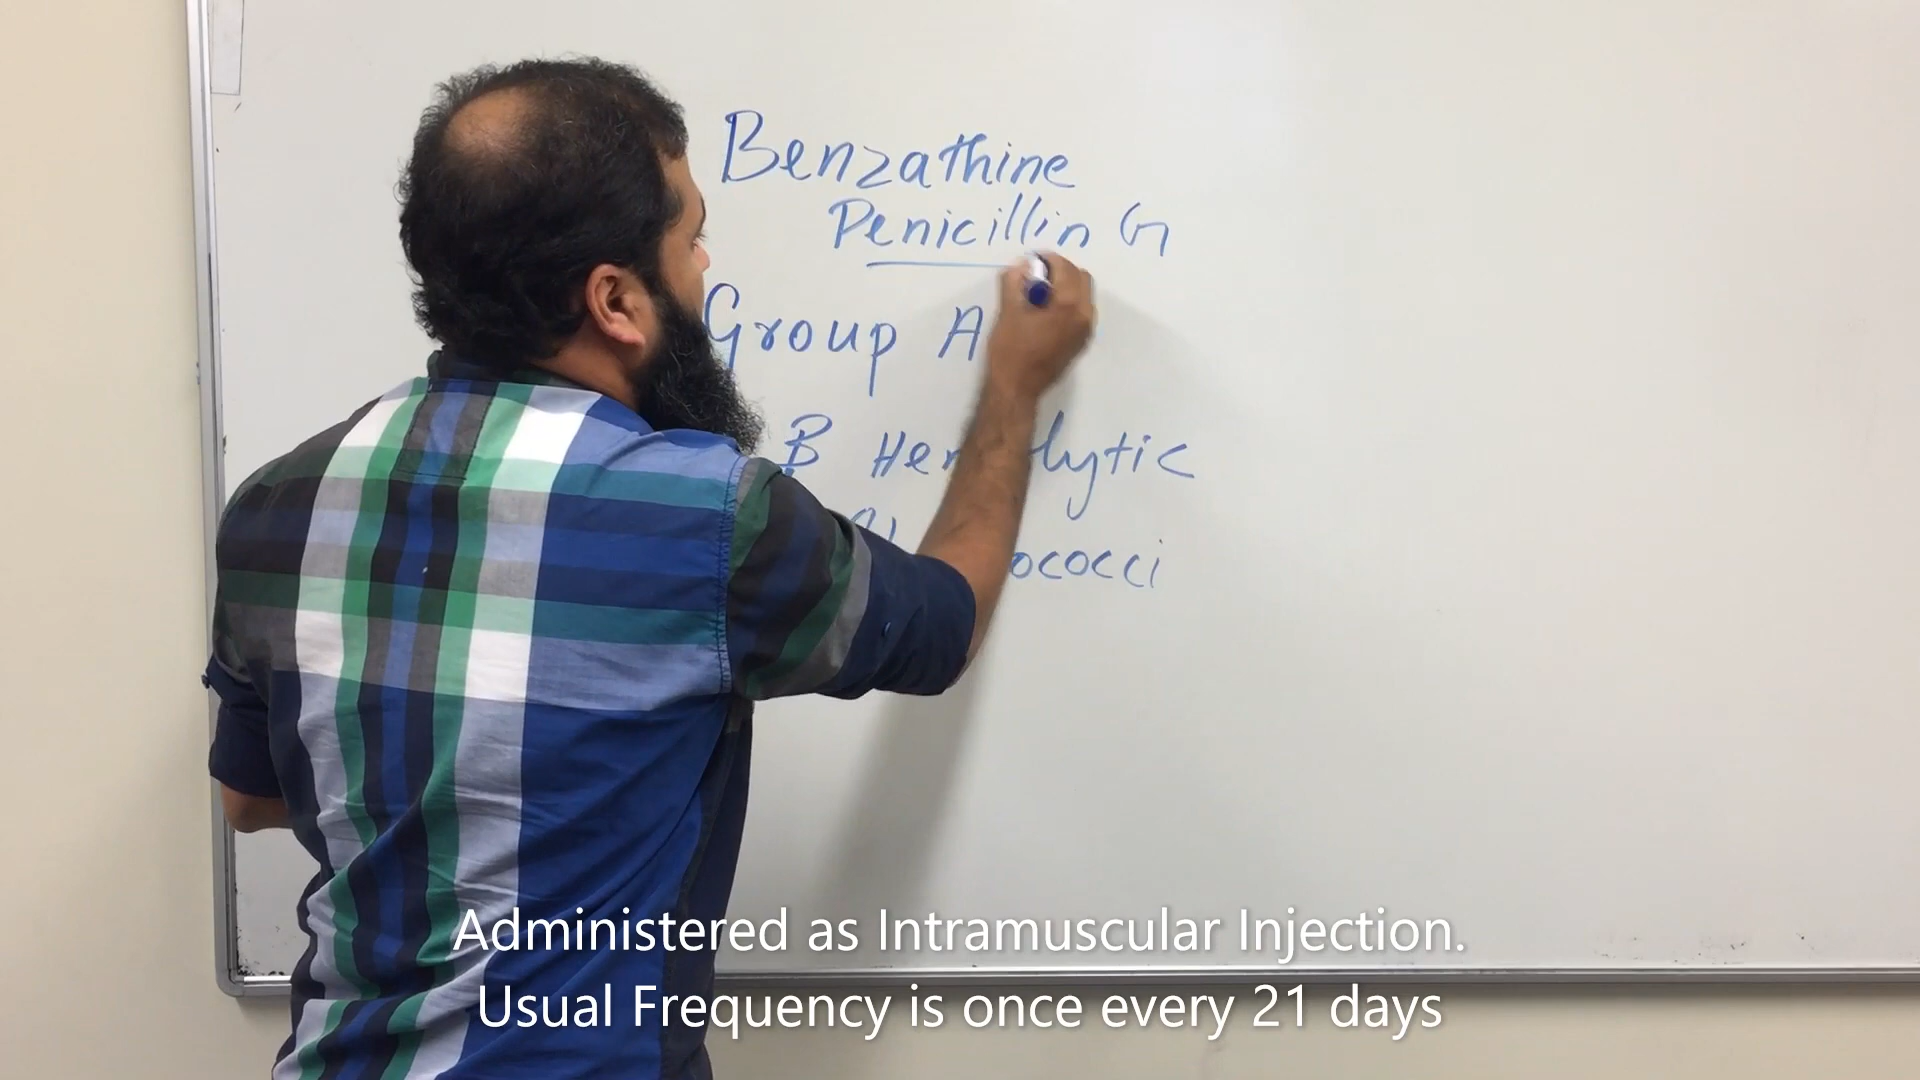 Benzathine
Penicillin G
Group A
B Hemolytic
Administered as Intramuscular Injection.
Usual Frequency is once every 21 days